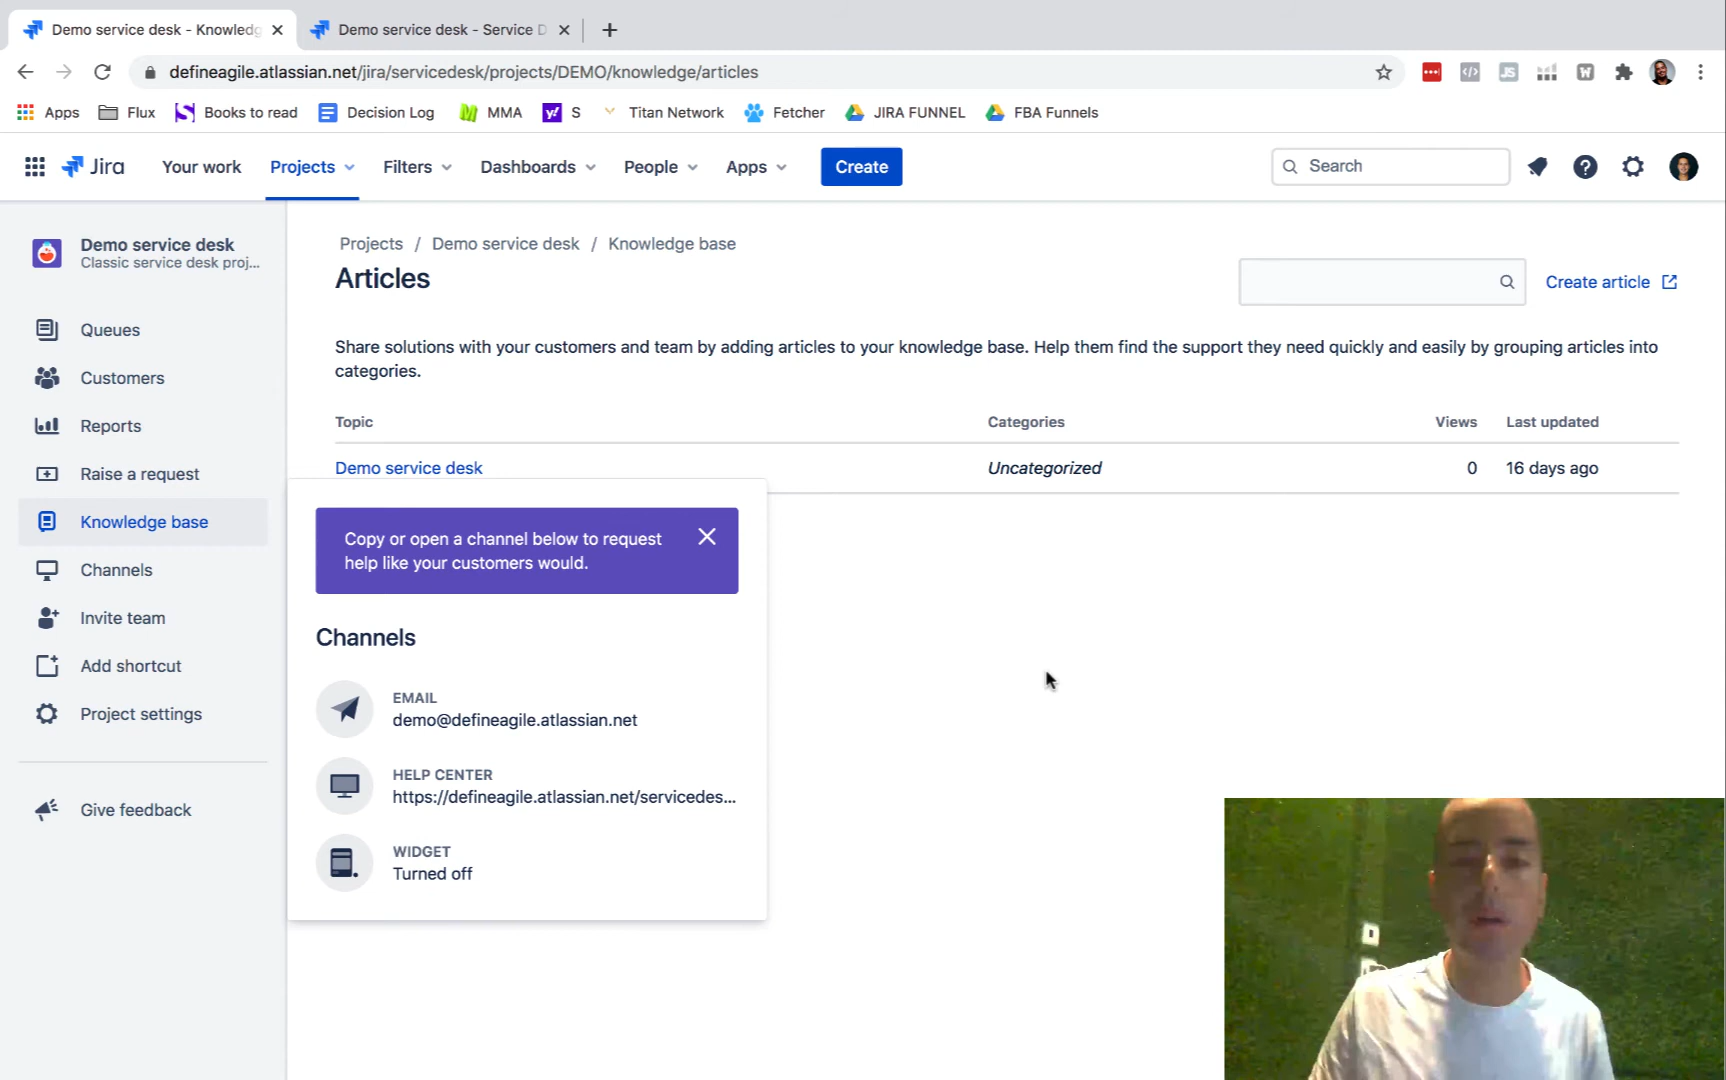 Demo service desk - Knowledg
Demo service desk - Service D
defineagile.atlassian.net/jira/servicedesk/projects/DEMO/knowledge/articles
Apps
Flux
Books to read
Decision Log
MMA
S
Titan Network
Fetcher
JIRA FUNNEL
FBA Funnels
Jira
Your work
Projects
Filters
Dashboards
People
Apps
Create
Search
Demo service desk
Classic service desk proj...
Queues
Customers
Reports
Raise a request
Knowledge base
Channels
Invite team
Add shortcut
Project settings
Give feedback
Projects / Demo service desk / Knowledge base
Articles
Create article
Share solutions with your customers and team by adding articles to your knowledge base. Help them find the support they need quickly and easily by grouping articles into
categories.
Topic Categories Views Last updated
Demo service desk Uncategorized 0 16 days ago
Copy or open a channel below to request
help like your customers would.
Channels
EMAIL
demo@defineagile.atlassian.net
HELP CENTER
https://defineagile.atlassian.net/servicedes...
WIDGET
Turned off